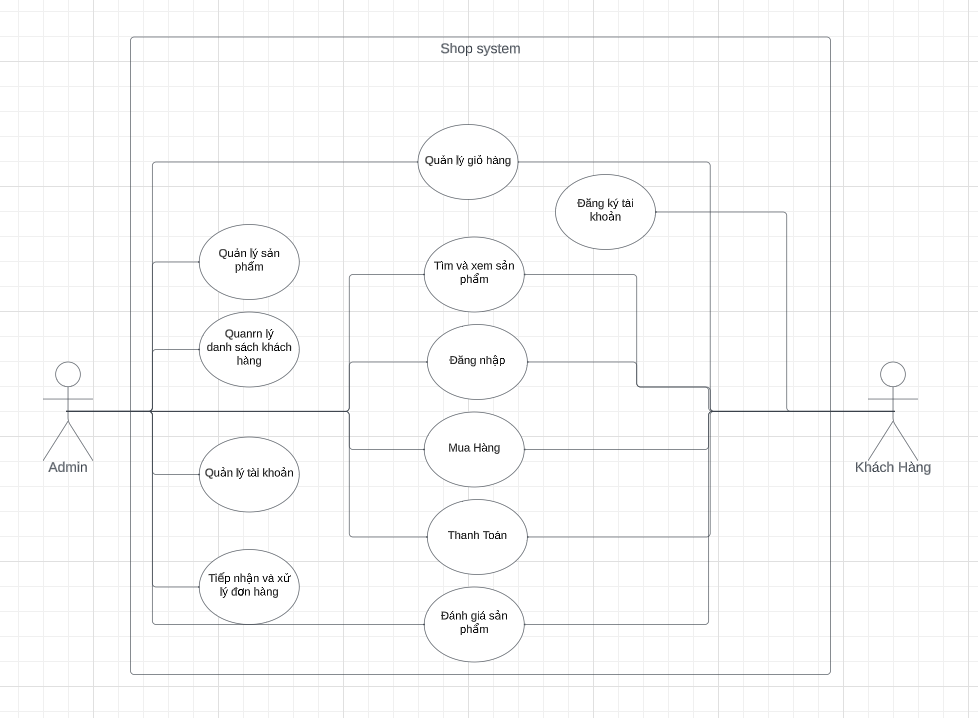 Shop system
Quản lý giỏ hàng
Đăng ký tài
khoản
Quản lý sản
phẩm
Tìm và xem sản
phẩm
Quanrn lý
danh sách khách
hàng
Đăng nhập
Admin
Khách Hàng
Mua Hàng
Quản lý tài khoản
Thanh Toán
Tiếp nhận và xử
lý đơn hàng
Đánh giá sản
phẩm